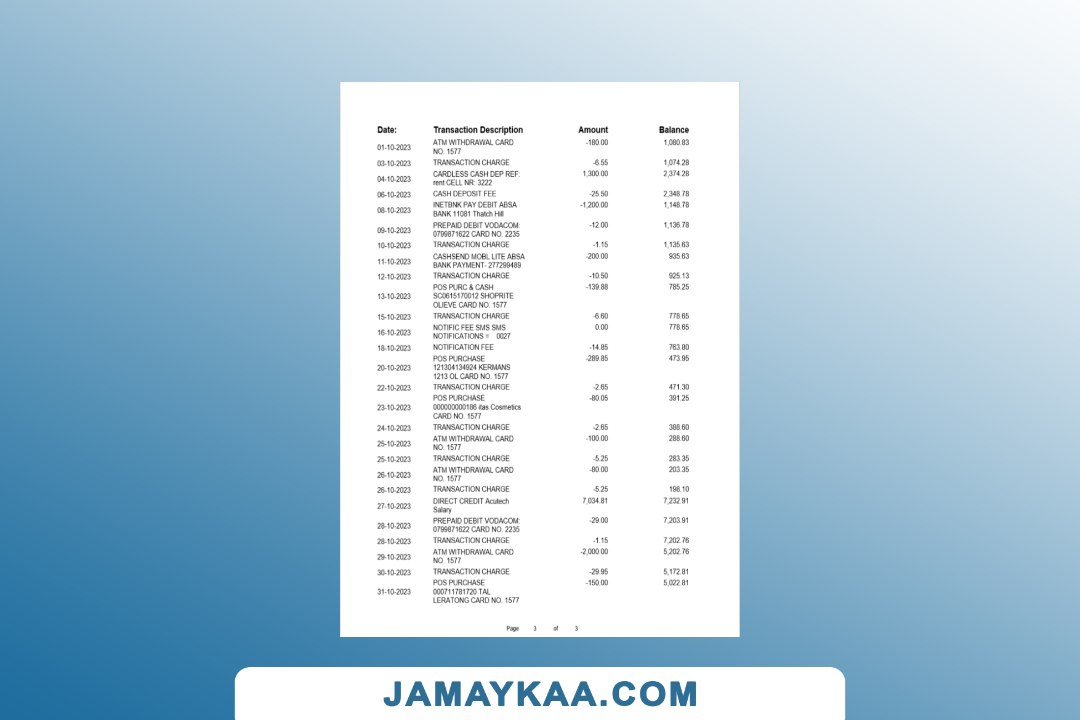 Date: Transaction Description Amount Balance
01-10-2023 ATM WITHDRAWAL CARD -180.00 1,080.83
NO. 1577
03-10-2023 TRANSACTION CHARGE -6.55 1,074.28
04-10-2023 CARDLESS CASH DEP REF: 1,300.00 2,374.28
rent CELL NR: 3222
06-10-2023 CASH DEPOSIT FEE -25.50 2,348.78
08-10-2023 INETBNK PAY DEBIT ABSA -1,200.00 1,148.78
BANK 11081 Thatch Hill
09-10-2023 PREPAID DEBIT VODACOM: -12.00 1,136.78
0799871622 CARD NO. 2235
10-10-2023 TRANSACTION CHARGE -1.15 1,135.63
11-10-2023 CASHSEND MOBL LITE ABSA -200.00 935.63
BANK PAYMENT- 277299489
12-10-2023 TRANSACTION CHARGE -10.50 925.13
13-10-2023 POS PURC & CASH -139.88 785.25
SC0615170012 SHOPRITE
OLIEVE CARD NO. 1577
15-10-2023 TRANSACTION CHARGE -6.60 778.65
16-10-2023 NOTIFIC FEE SMS SMS 0.00 778.65
NOTIFICATIONS = 0027
18-10-2023 NOTIFICATION FEE -14.85 763.80
20-10-2023 POS PURCHASE -289.85 473.95
121304134924 KERMANS
1213 OL CARD NO. 1577
22-10-2023 TRANSACTION CHARGE -2.65 471.30
23-10-2023 POS PURCHASE -80.05 391.25
000000000186 itas Cosmetics
CARD NO. 1577
24-10-2023 TRANSACTION CHARGE -2.65 388.60
25-10-2023 ATM WITHDRAWAL CARD -100.00 288.60
NO. 1577
25-10-2023 TRANSACTION CHARGE -5.25 283.35
26-10-2023 ATM WITHDRAWAL CARD -80.00 203.35
NO. 1577
26-10-2023 TRANSACTION CHARGE -5.25 198.10
27-10-2023 DIRECT CREDIT Acutech 7,034.81 7,232.91
Salary
28-10-2023 PREPAID DEBIT VODACOM: -29.00 7,203.91
0799871622 CARD NO. 2235
28-10-2023 TRANSACTION CHARGE -1.15 7,202.76
29-10-2023 ATM WITHDRAWAL CARD -2,000.00 5,202.76
NO. 1577
30-10-2023 TRANSACTION CHARGE -29.95 5,172.81
31-10-2023 POS PURCHASE -150.00 5,022.81
000711781720 TAL
LERATONG CARD NO. 1577
Page 3 of 3
JAMAYKAA.COM